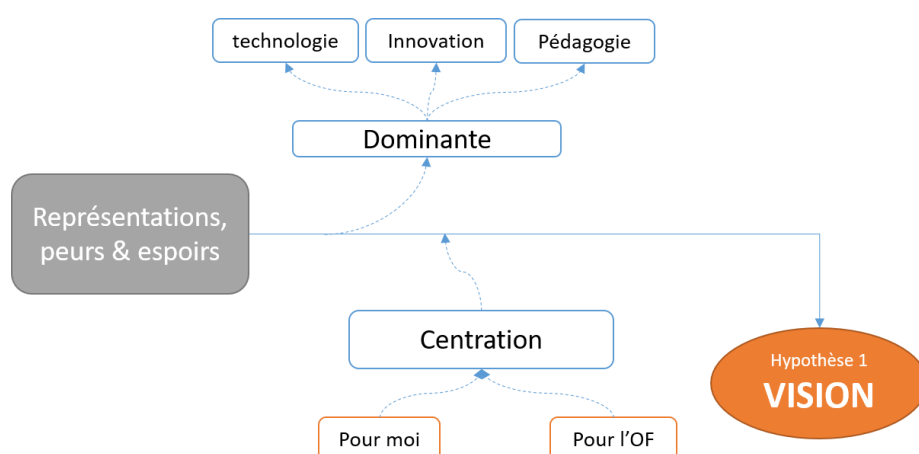 technologie
Innovation
Pédagogie
Dominante
Représentations,
peurs & espoirs
Centration
Hypothèse 1
VISION
Pour moi
Pour l'OF